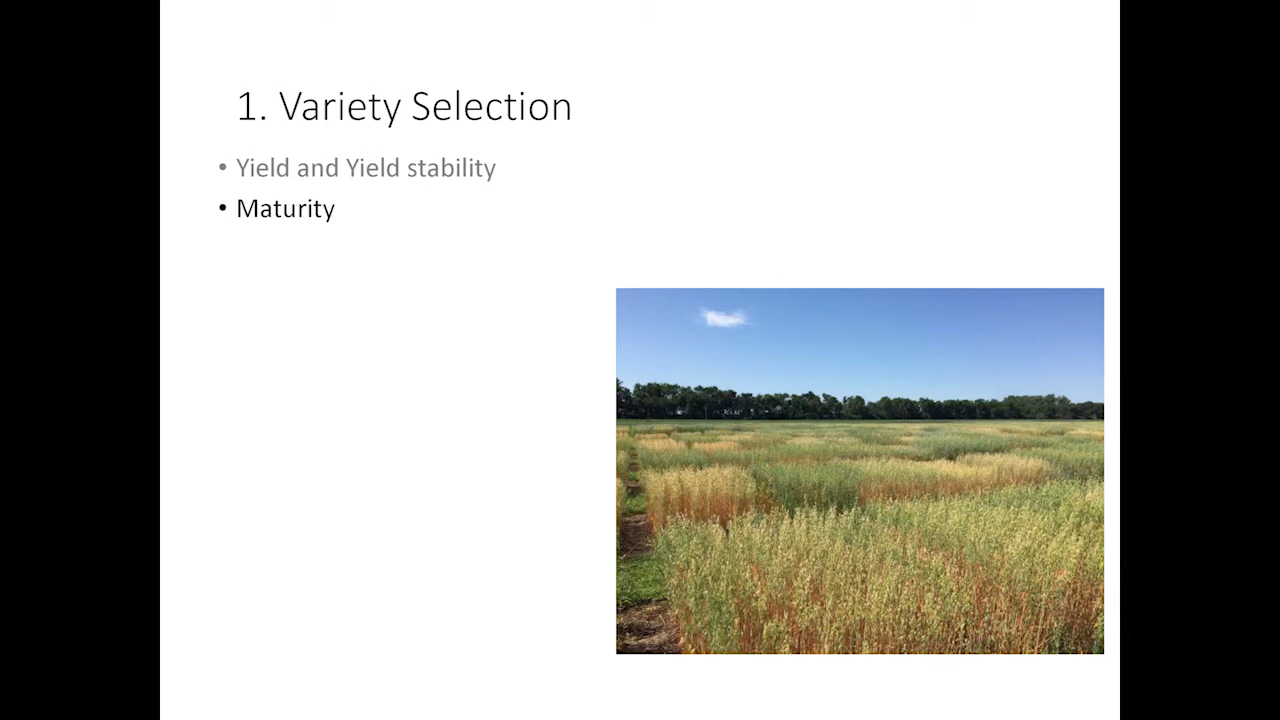 1. Variety Selection
• Yield and Yield stability
• Maturity